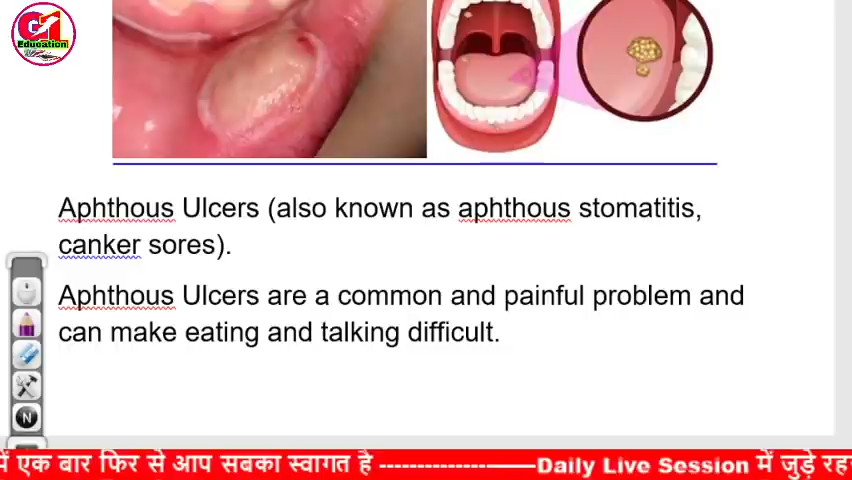 Education
Aphthous Ulcers (also known as aphthous stomatitis,
canker sores).
Aphthous Ulcers are a common and painful problem and
can make eating and talking difficult.
N
में एक बार फिर से आप सबका स्वागत है ---------------------Daily Live Session में जुड़े